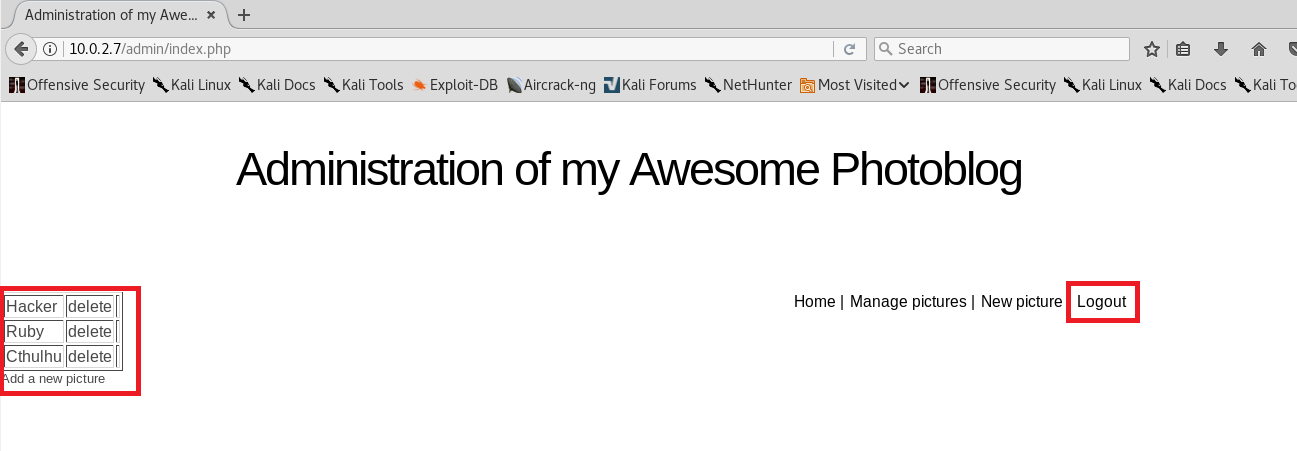 Administration of my Awe...
10.0.2.7/admin/index.php
Search
Offensive Security Kali Linux Kali Docs Kali Tools Exploit-DB Aircrack-ng Kali Forums NetHunter Most Visited Offensive Security Kali Linux Kali Docs Kali To
Administration of my Awesome Photoblog
Home | Manage pictures | New picture Logout
Hacker delete
Ruby delete
Cthulhu delete
Add a new picture